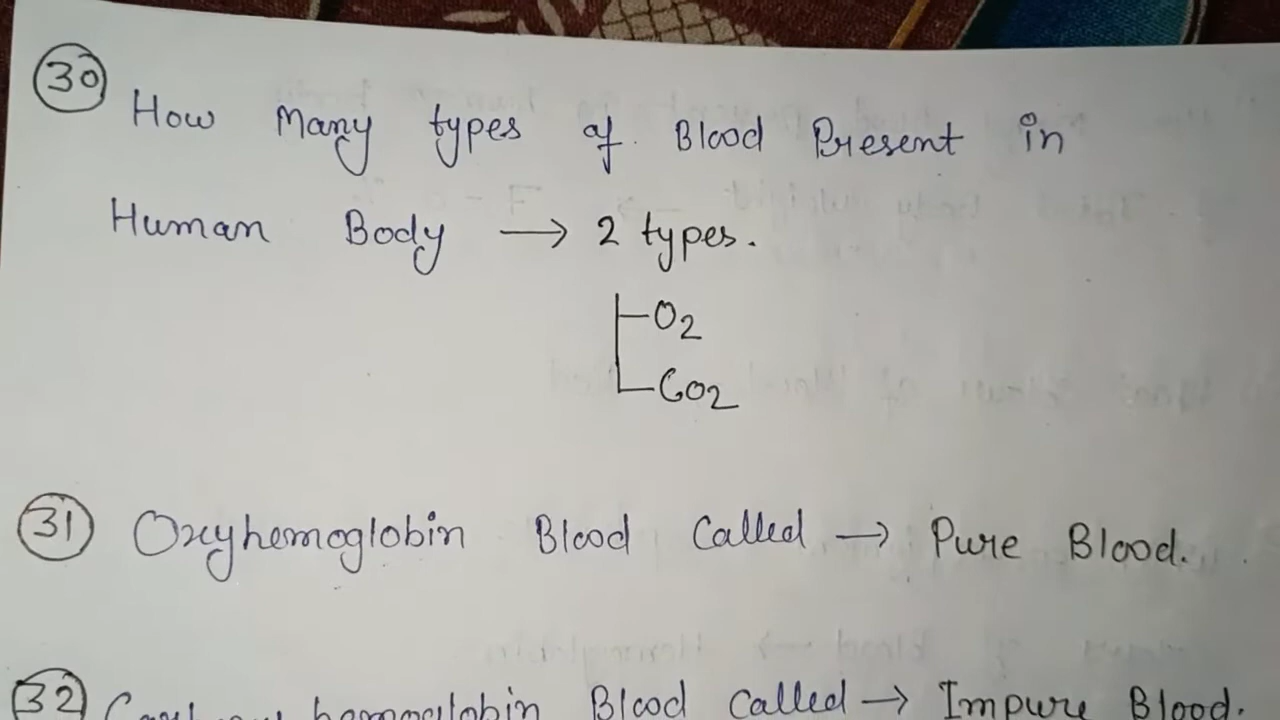 30
How Many types of Blood Present in
Human Body → 2 types.
O2
CO2
31 Oxyhemoglobin Blood Called → Pure Blood.
32 hemoglobin Blood Called → Impure Blood.